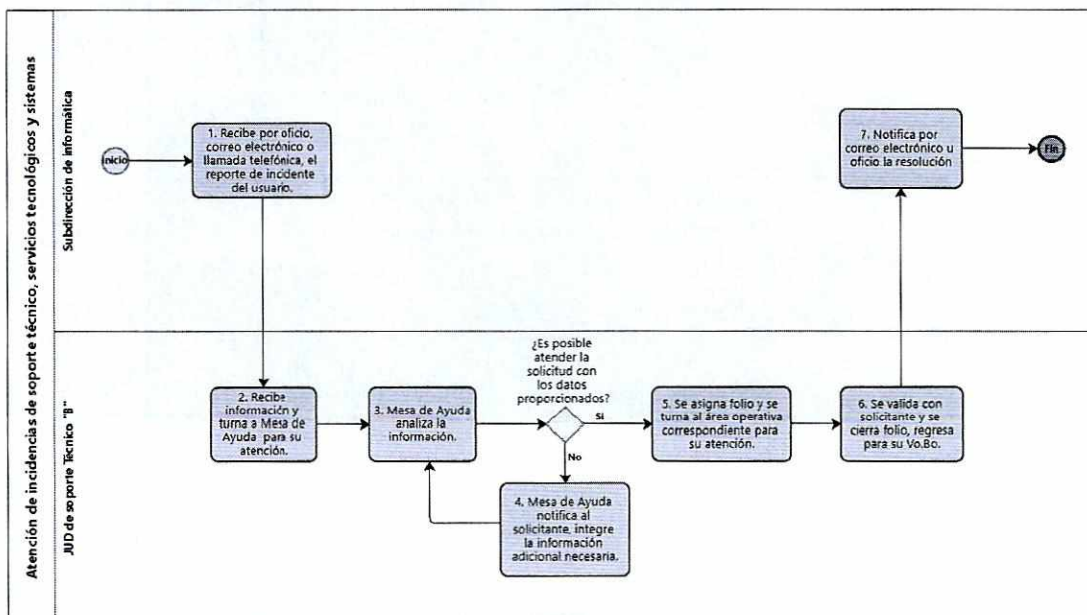 Atención de incidencias de soporte técnico, servicios tecnológicos y sistemas
Subdirección de informática
Inicio
1. Recibe por oficio,
correo electrónico o
llamada telefónica, el
reporte de incidente
del usuario.
7. Notifica por
correo electrónico u
oficio la resolución
Fin
JUD de soporte Técnico "B"
2. Recibe
información y
turna a Mesa de
Ayuda para su
atención.
3. Mesa de Ayuda
analiza la
información.
¿Es posible
atender la
solicitud con
los datos
proporcionados?
Si
No
4. Mesa de Ayuda
notifica al
solicitante, integre
la información
adicional necesaria.
5. Se asigna folio y se
turna al área operativa
correspondiente para
su atención.
6. Se valida con
solicitante y se
cierra folio, regresa
para su Vo.Bo.